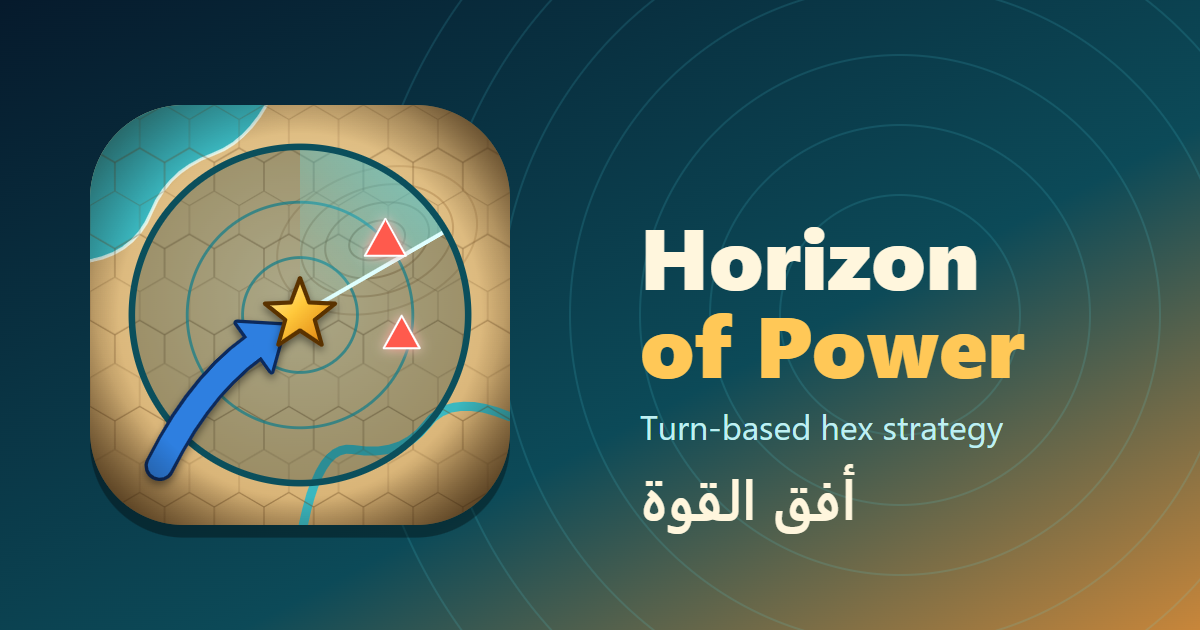 Horizon
of Power
Turn-based hex strategy
أفق القوة